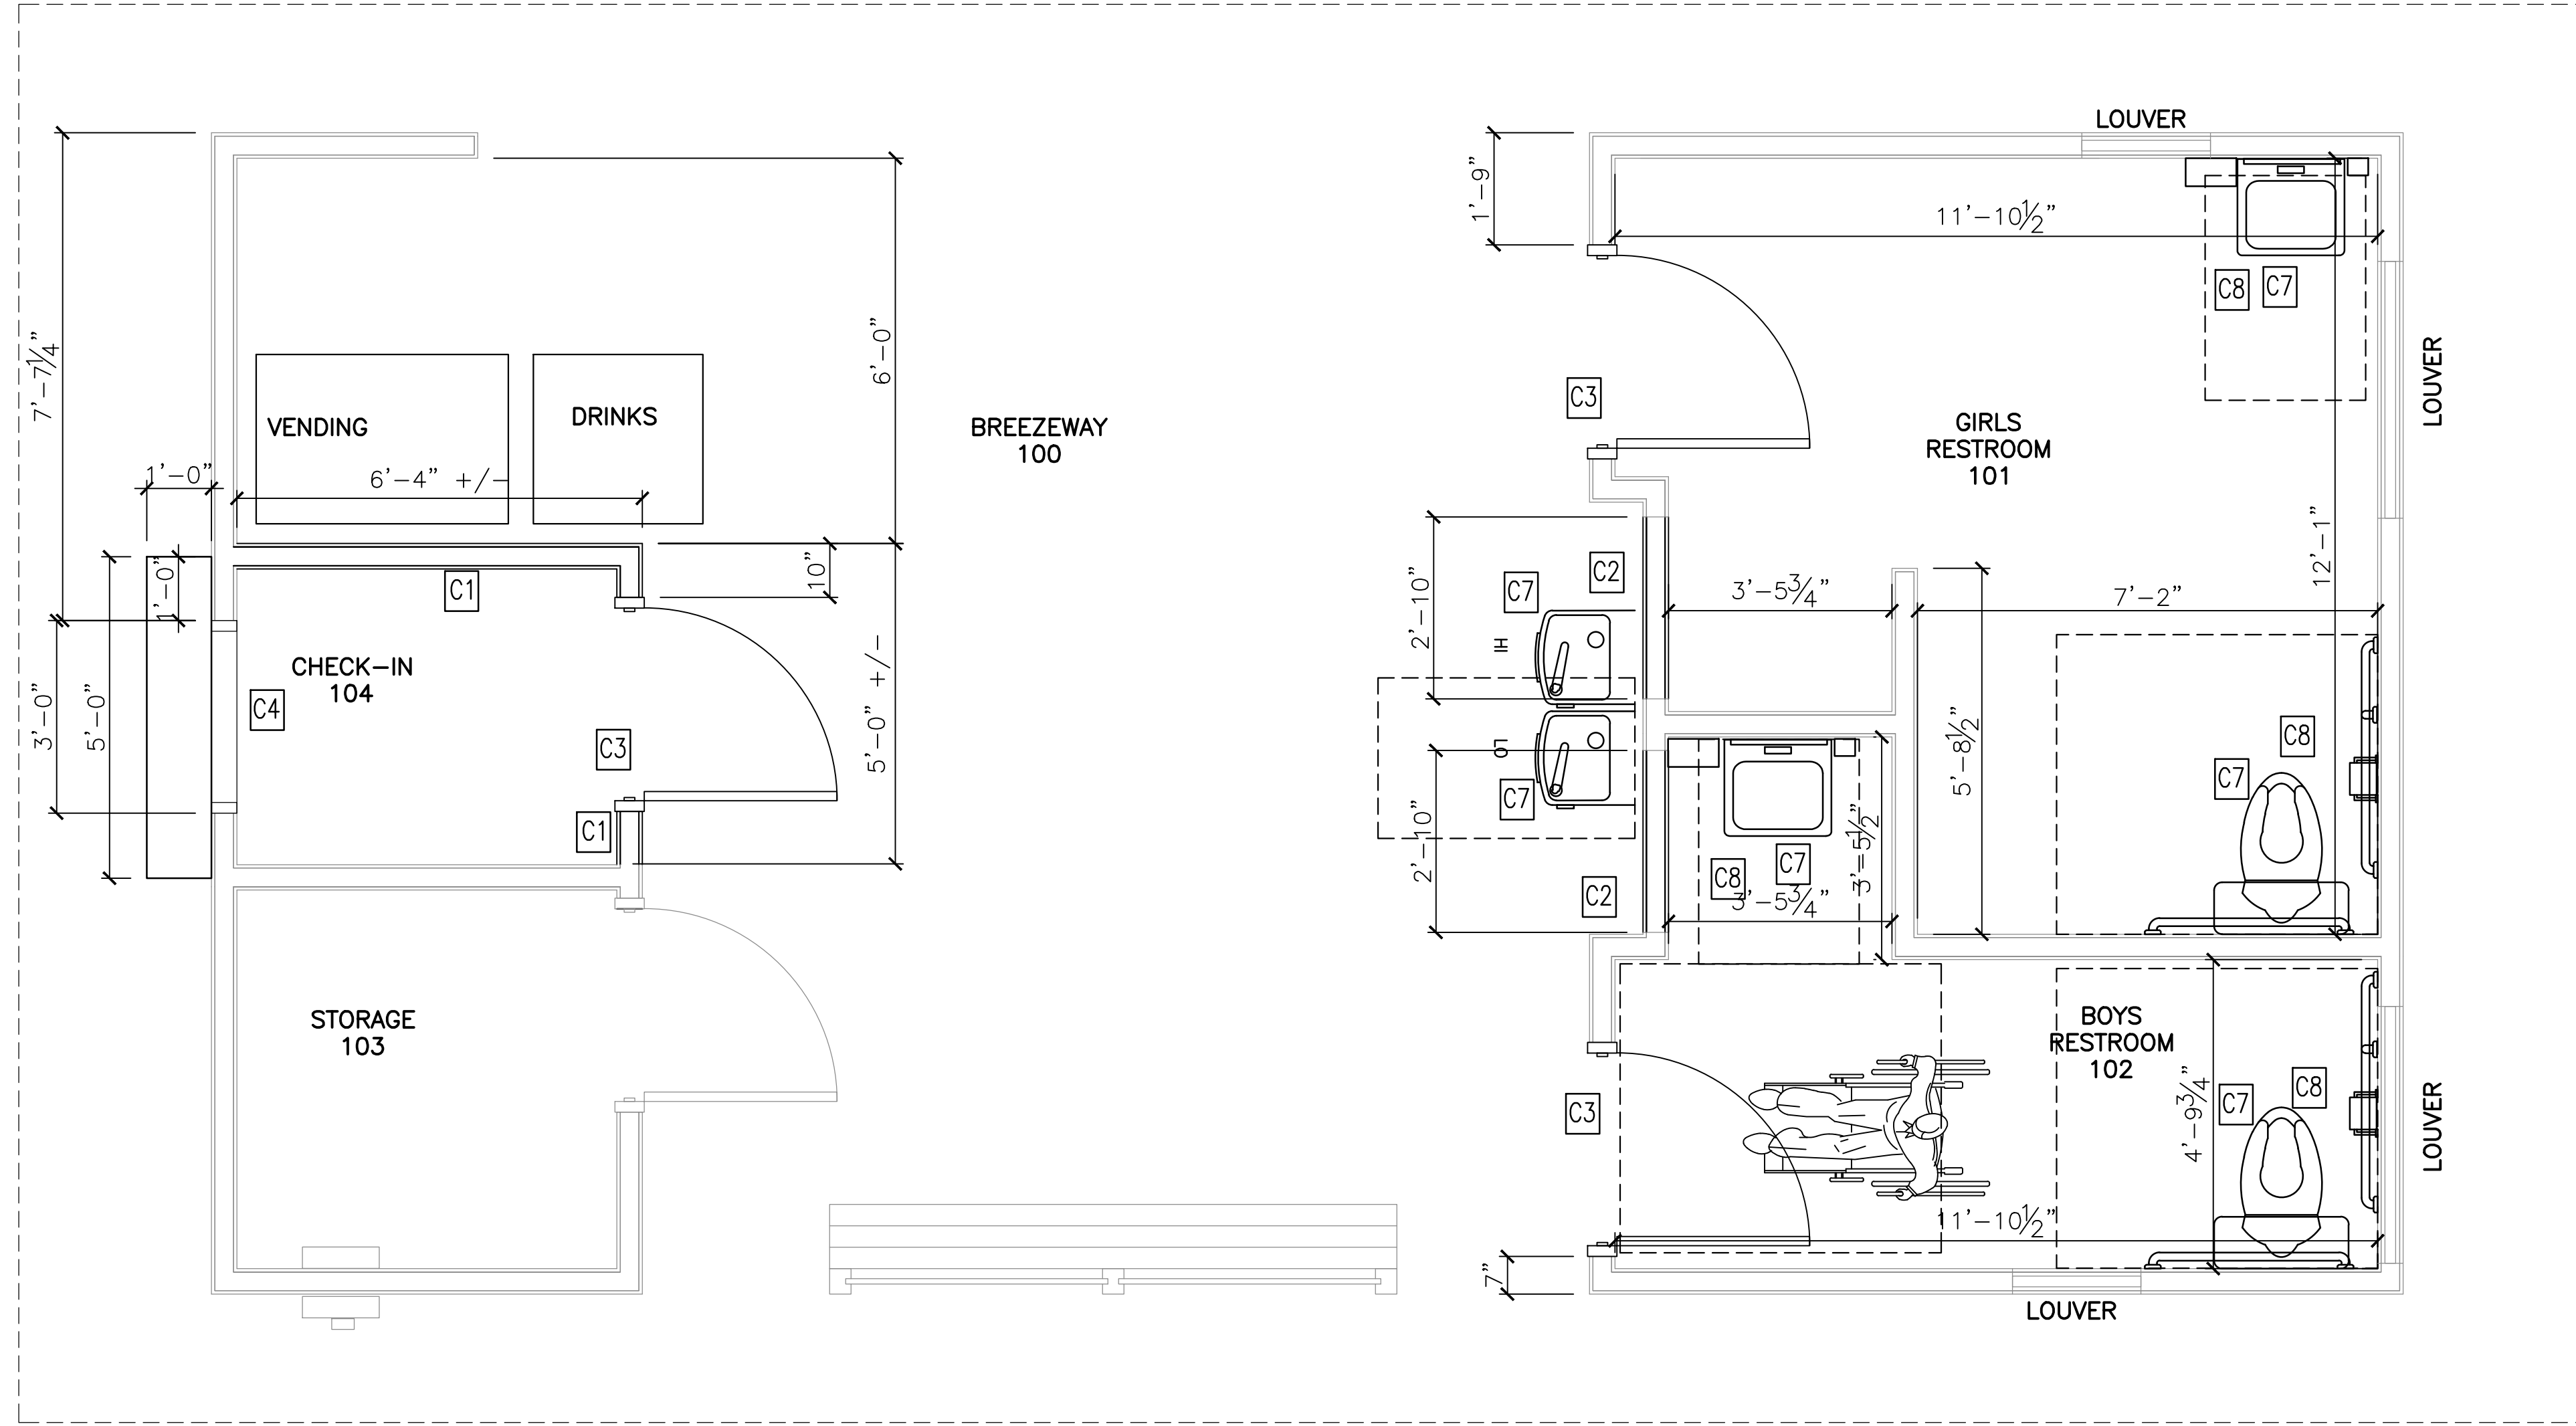 LOUVER
1'-9"
11'-10½"
C8
C7
7'-7¼"
6'-0"
LOUVER
C3
VENDING
DRINKS
BREEZEWAY
100
GIRLS
RESTROOM
101
1'-0"
6'-4" +/-
12'-1"
1'-0"
C1
10"
2'-10"
C7
C2
3'-5¾"
7'-2"
HI
CHECK-IN
104
C4
3'-0"
5'-0"
C3
5'-0" +/-
LO
C7
5'-8½"
C8
C7
C1
2'-10"
C2
C8
C7
3'-5½"
3'-5¾"
STORAGE
103
BOYS
RESTROOM
102
C3
4'-9¾"
C7
C8
LOUVER
11'-10½"
7"
LOUVER